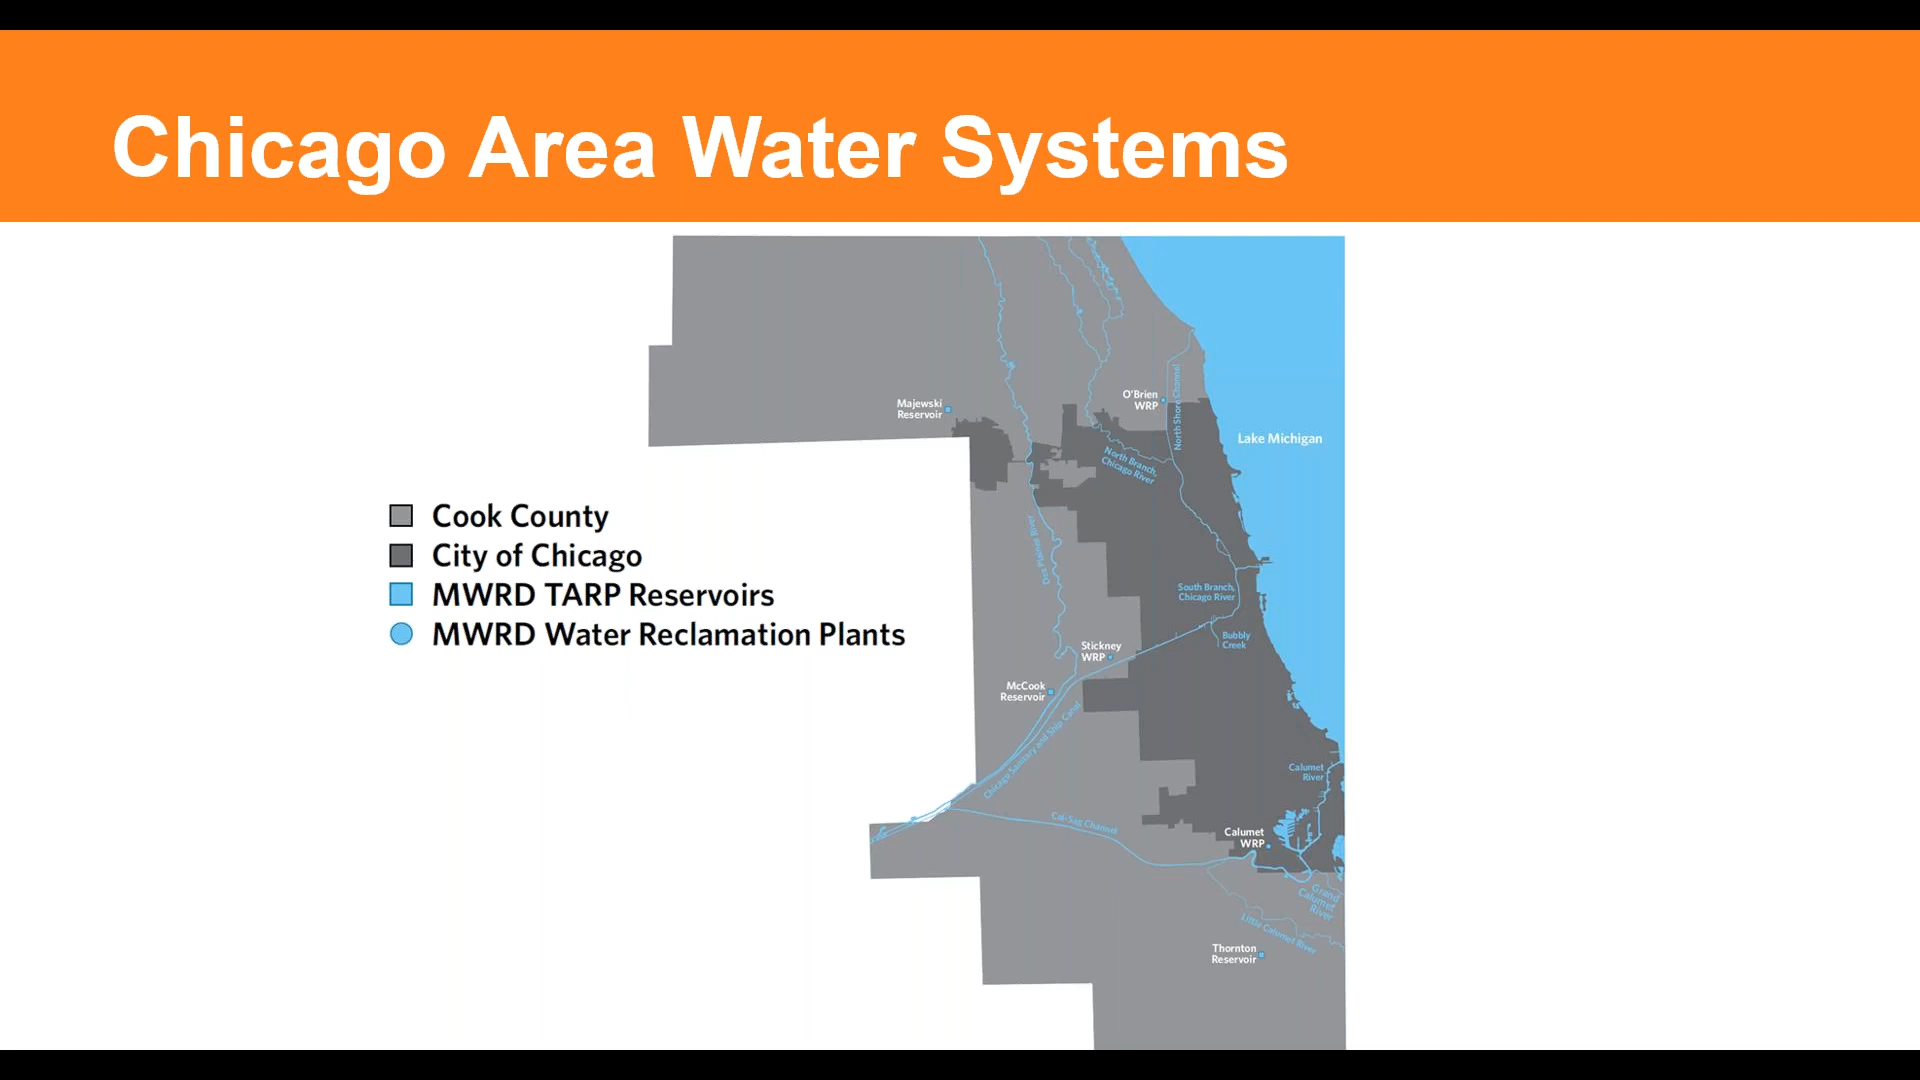 Chicago Area Water Systems
Majewski
Reservoir
O'Brien
WRP
North Shore Channel
Lake Michigan
North Branch,
Chicago River
Cook County
City of Chicago
MWRD TARP Reservoirs
MWRD Water Reclamation Plants
Des Plaines River
South Branch,
Chicago River
Bubbly
Creek
Stickney
WRP
McCook
Reservoir
Chicago Sanitary and Ship Canal
Calumet
River
Cal-Sag Channel
Calumet
WRP
Grand
Calumet
River
Little Calumet River
Thornton
Reservoir